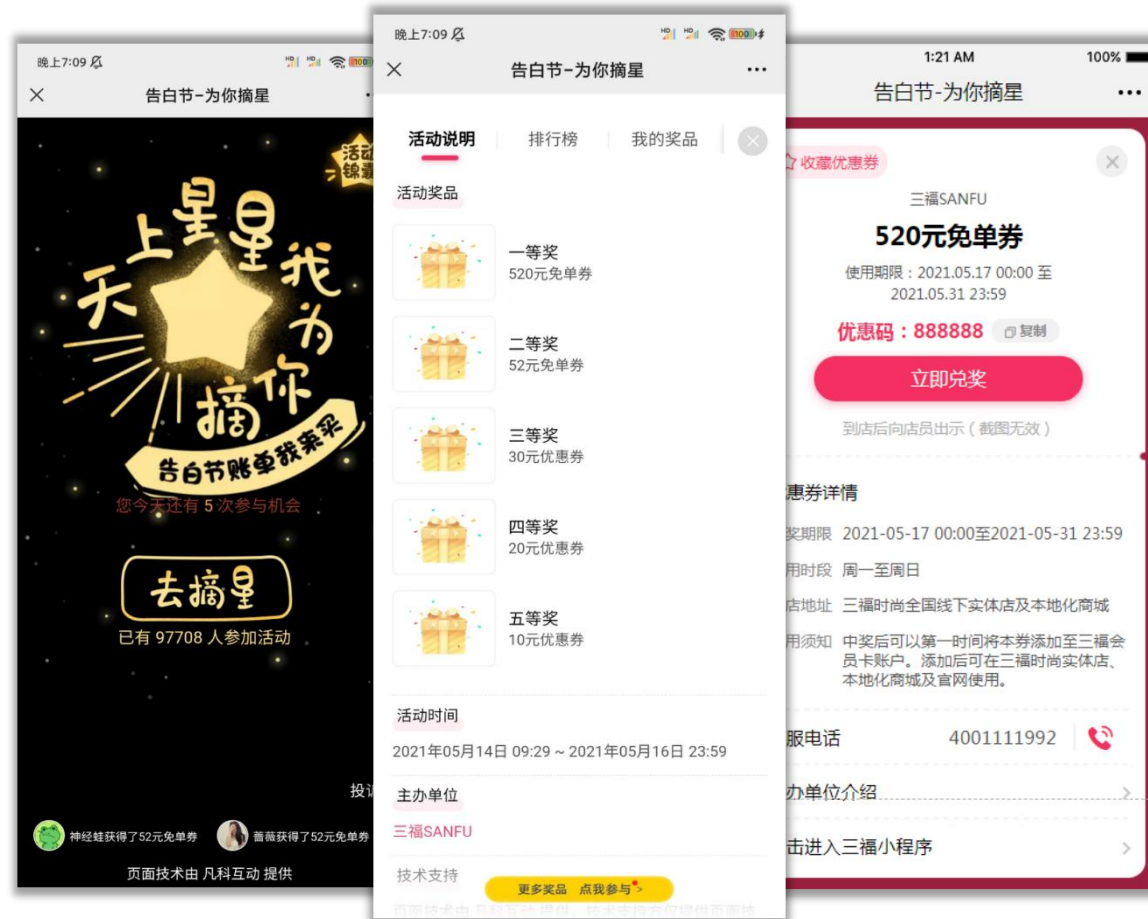 晚上7:09
HD
HD
100
告白节-为你摘星
活动
锦囊
天上星星我为你摘
告白节账单我来买
您今天还有 5 次参与机会
去摘星
已有 97708 人参加活动
投诉
神经蛙获得了52元免单券
蔷薇获得了52元免单券
页面技术由 凡科互动 提供
晚上7:09
HD
HD
100
告白节-为你摘星
活动说明
排行榜
我的奖品
活动奖品
一等奖
520元免单券
二等奖
52元免单券
三等奖
30元优惠券
四等奖
20元优惠券
五等奖
10元优惠券
活动时间
2021年05月14日 09:29 ~ 2021年05月16日 23:59
主办单位
三福SANFU
技术支持
更多奖品 点我参与>
1:21 AM
100%
告白节-为你摘星
收藏优惠券
三福SANFU
520元免单券
使用期限：2021.05.17 00:00 至
2021.05.31 23:59
优惠码：888888
复制
立即兑奖
到店后向店员出示（截图无效）
惠券详情
奖期限 2021-05-17 00:00至2021-05-31 23:59
用时段 周一至周日
店地址 三福时尚全国线下实体店及本地化商城
用须知 中奖后可以第一时间将本券添加至三福会
员卡账户。添加后可在三福时尚实体店、
本地化商城及官网使用。
服电话 4001111992
办单位介绍
击进入三福小程序